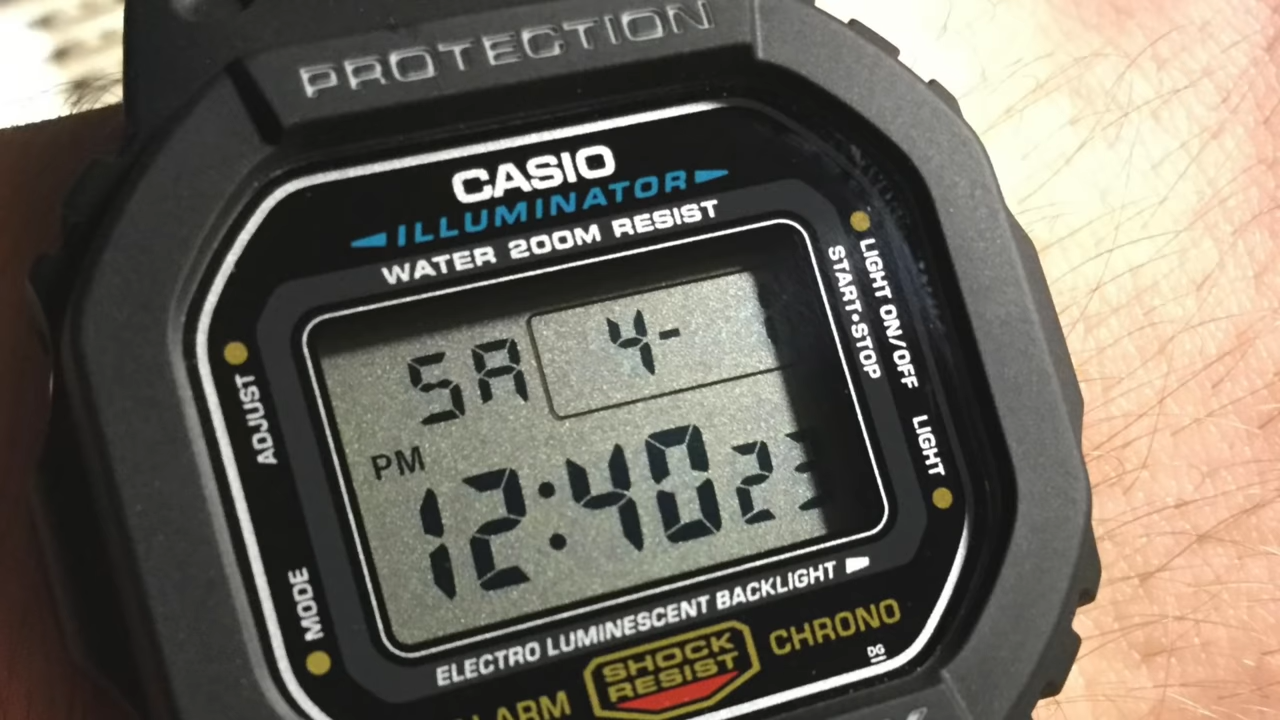 PROTECTION
CASIO
ILLUMINATOR
WATER 200M RESIST
LIGHT ON/OFF
START•STOP
ADJUST
LIGHT
MODE
SA 4-
PM
12:40 2
ELECTRO LUMINESCENT BACKLIGHT
SHOCK
RESIST
CHRONO
DG